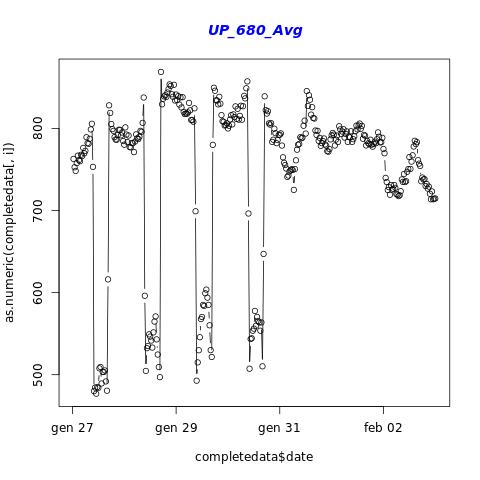 UP_680_Avg
as.numeric(completedata[, i])
800
700
600
500
gen 27
gen 29
gen 31
feb 02
completedata$date